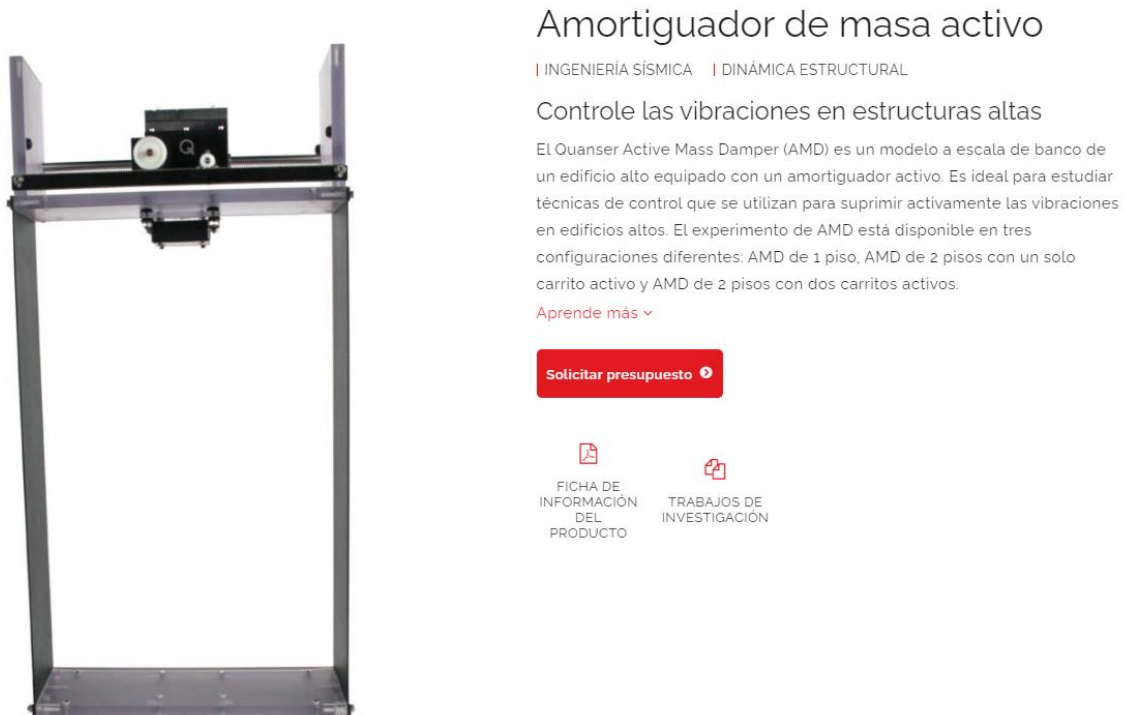 Amortiguador de masa activo
| INGENIERÍA SÍSMICA | DINÁMICA ESTRUCTURAL
Controle las vibraciones en estructuras altas
El Quanser Active Mass Damper (AMD) es un modelo a escala de banco de
un edificio alto equipado con un amortiguador activo. Es ideal para estudiar
técnicas de control que se utilizan para suprimir activamente las vibraciones
en edificios altos. El experimento de AMD está disponible en tres
configuraciones diferentes: AMD de 1 piso, AMD de 2 pisos con un solo
carrito activo y AMD de 2 pisos con dos carritos activos.
Aprende más
Solicitar presupuesto
FICHA DE
INFORMACIÓN
DEL
PRODUCTO
TRABAJOS DE
INVESTIGACIÓN
Q